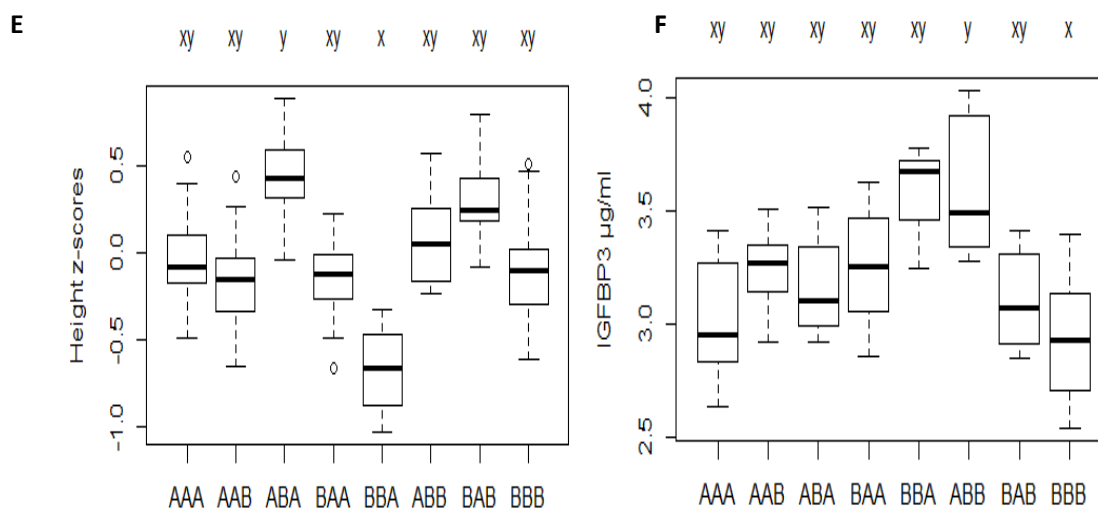 E
xy xy y xy x xy xy xy
Height z-scores
0.5
0.0
-0.5
-1.0
AAA AAB ABA BAA BBA ABB BAB BBB
F
xy xy xy xy xy y xy x
IGFBP3 µg/ml
4.0
3.5
3.0
2.5
AAA AAB ABA BAA BBA ABB BAB BBB